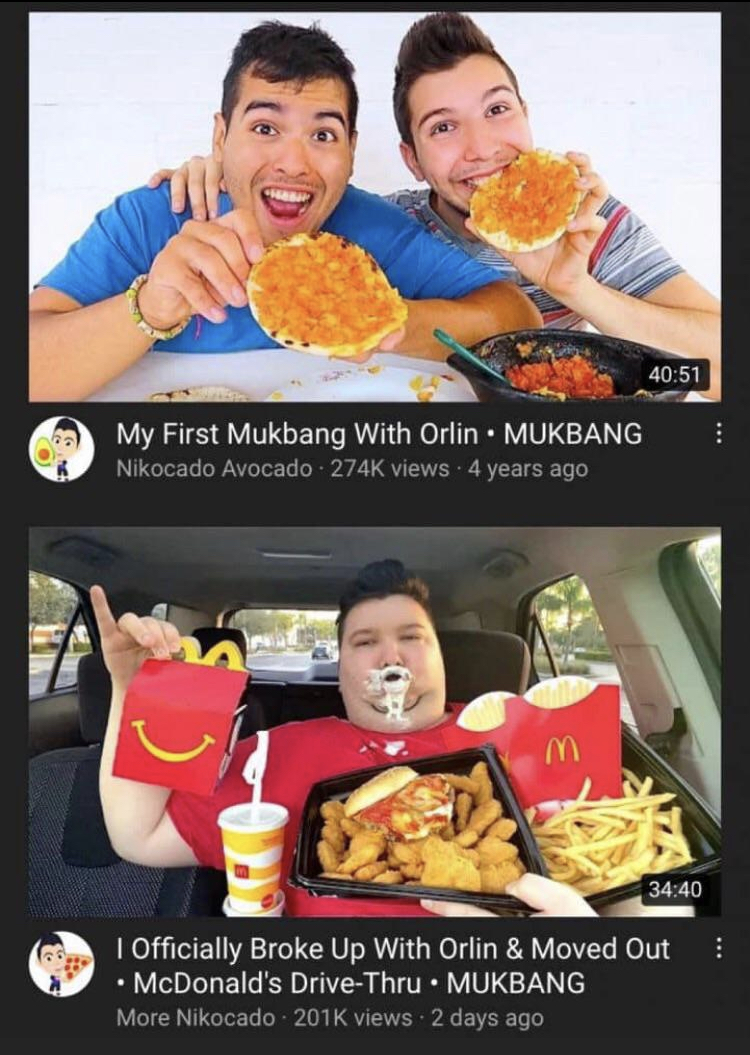 40:51
My First Mukbang With Orlin • MUKBANG
Nikocado Avocado · 274K views · 4 years ago
34:40
I Officially Broke Up With Orlin & Moved Out
• McDonald's Drive-Thru • MUKBANG
More Nikocado · 201K views · 2 days ago